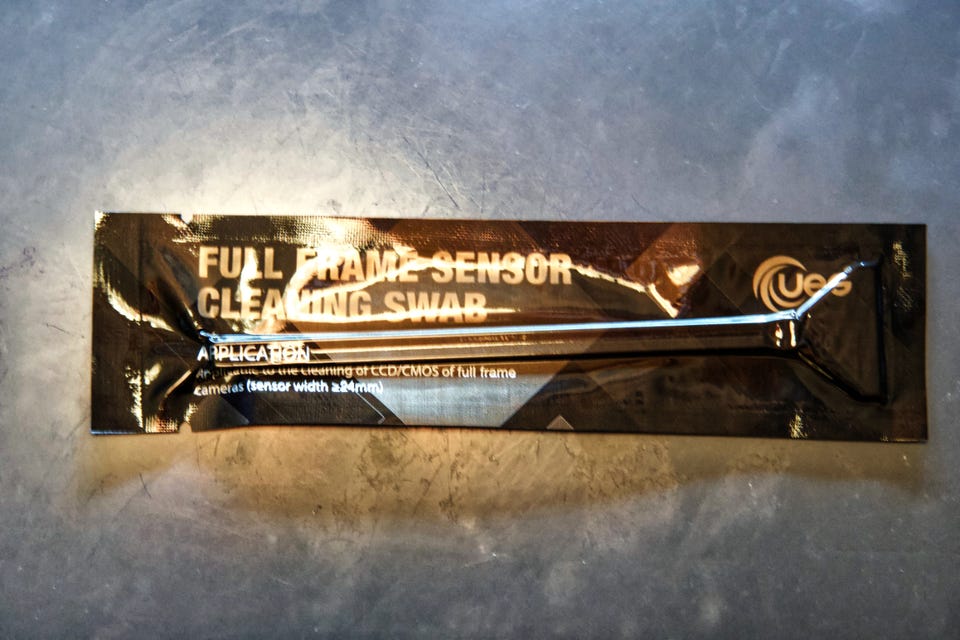 FULL FRAME SENSOR
CLEANING SWAB
UES
APPLICATION
to the cleaning of CCD/CMOS of full frame
cameras (sensor width ≥24mm)